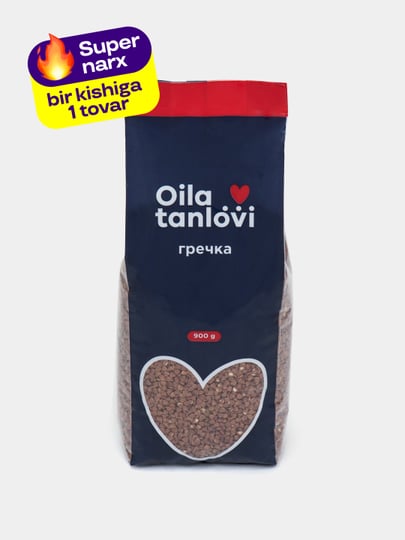 Super
narx
bir kishiga
1 tovar
Oila
tanlovi
гречка
900 g